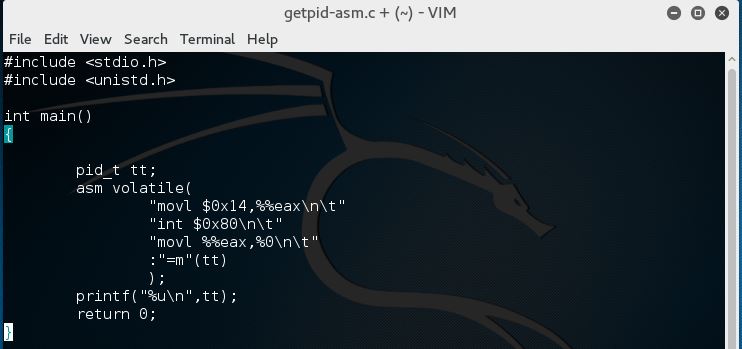 getpid-asm.c + (~) - VIM
File Edit View Search Terminal Help
#include <stdio.h>
#include <unistd.h>
int main()
{
pid_t tt;
asm volatile(
"movl $0x14,%%eax\n\t"
"int $0x80\n\t"
"movl %%eax,%0\n\t"
:"=m"(tt)
);
printf("%u\n",tt);
return 0;
}